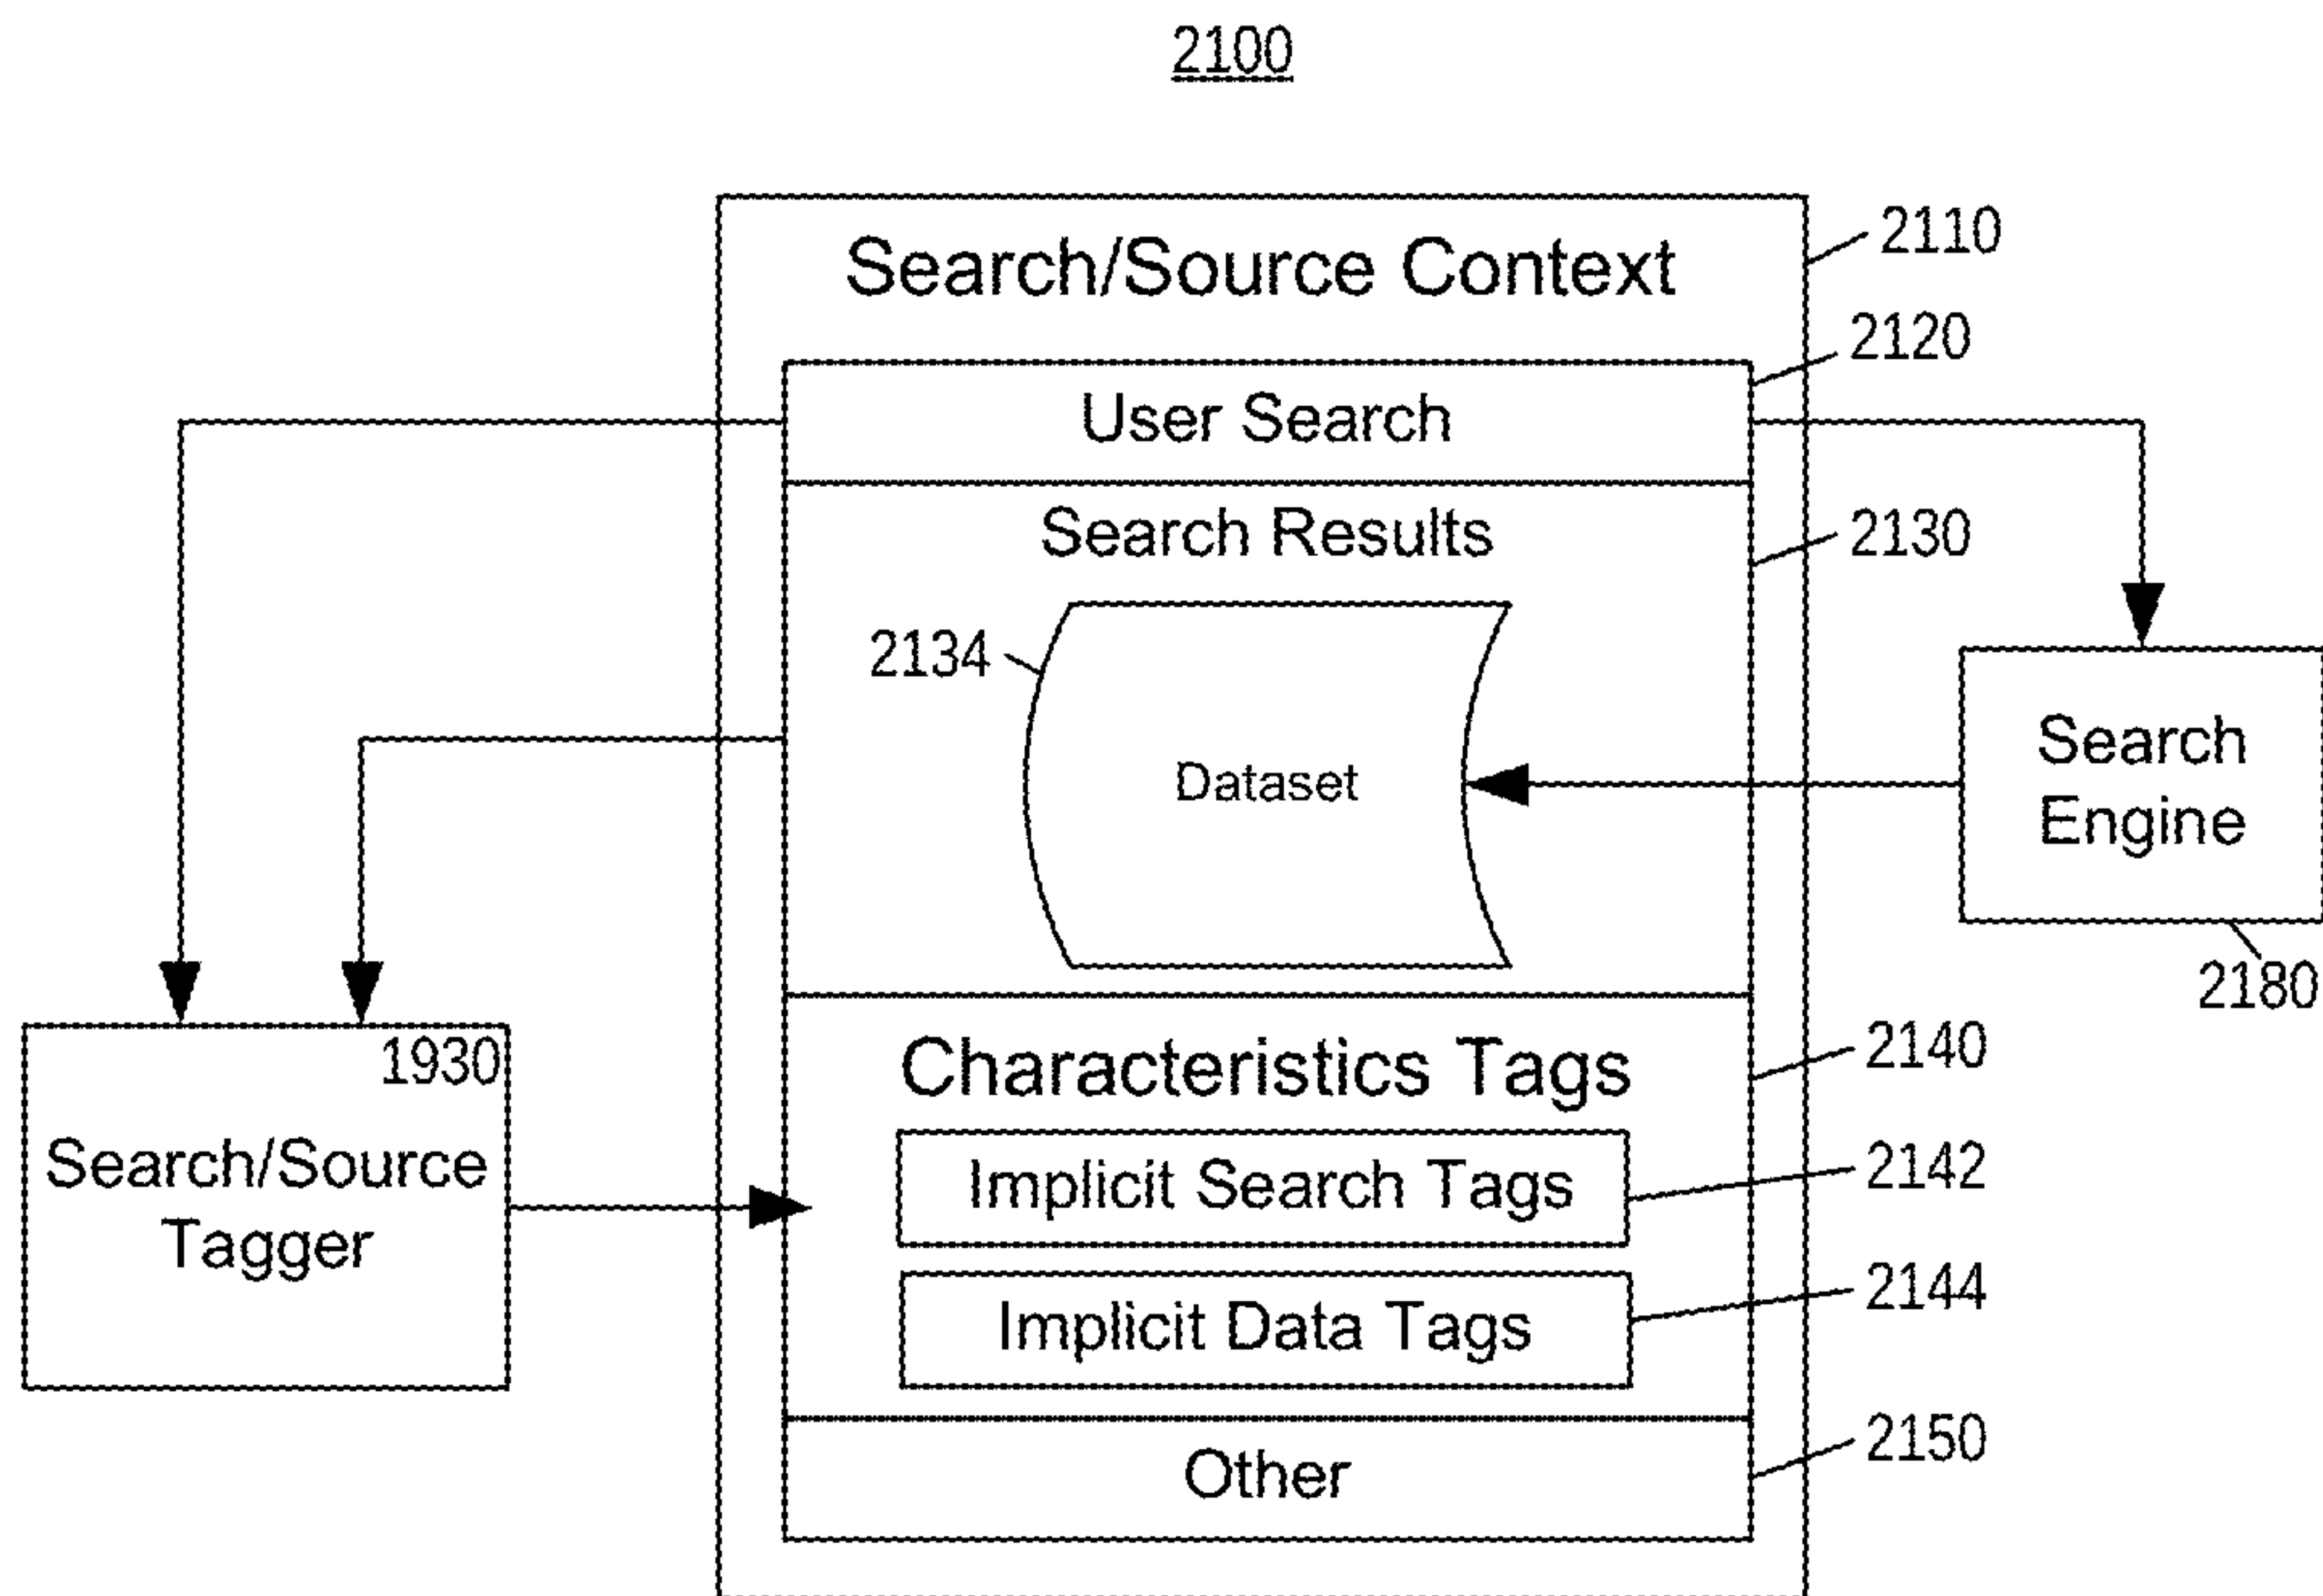 2100
Search/Source Context
2110
2120
User Search
Search Results
2130
2134
Dataset
Search
Engine
2180
1930
Search/Source
Tagger
Characteristics Tags
2140
Implicit Search Tags
2142
Implicit Data Tags
2144
Other
2150